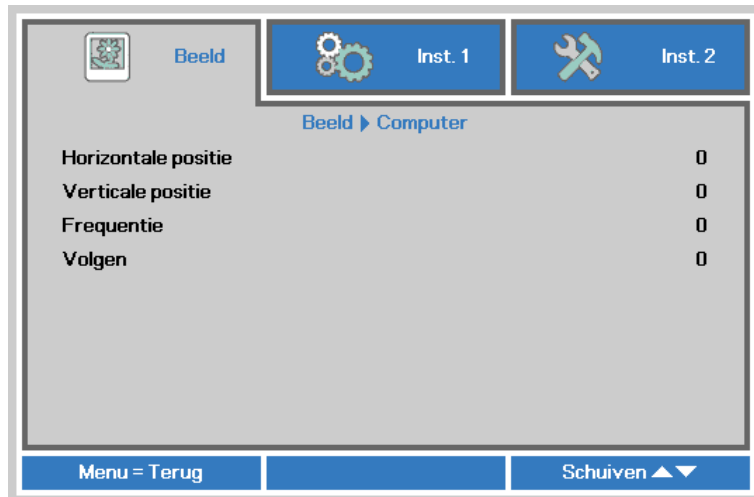 Beeld Inst. 1 Inst. 2
Beeld ▶ Computer
Horizontale positie 0
Verticale positie 0
Frequentie 0
Volgen 0
Menu = Terug Schuiven ▲▼